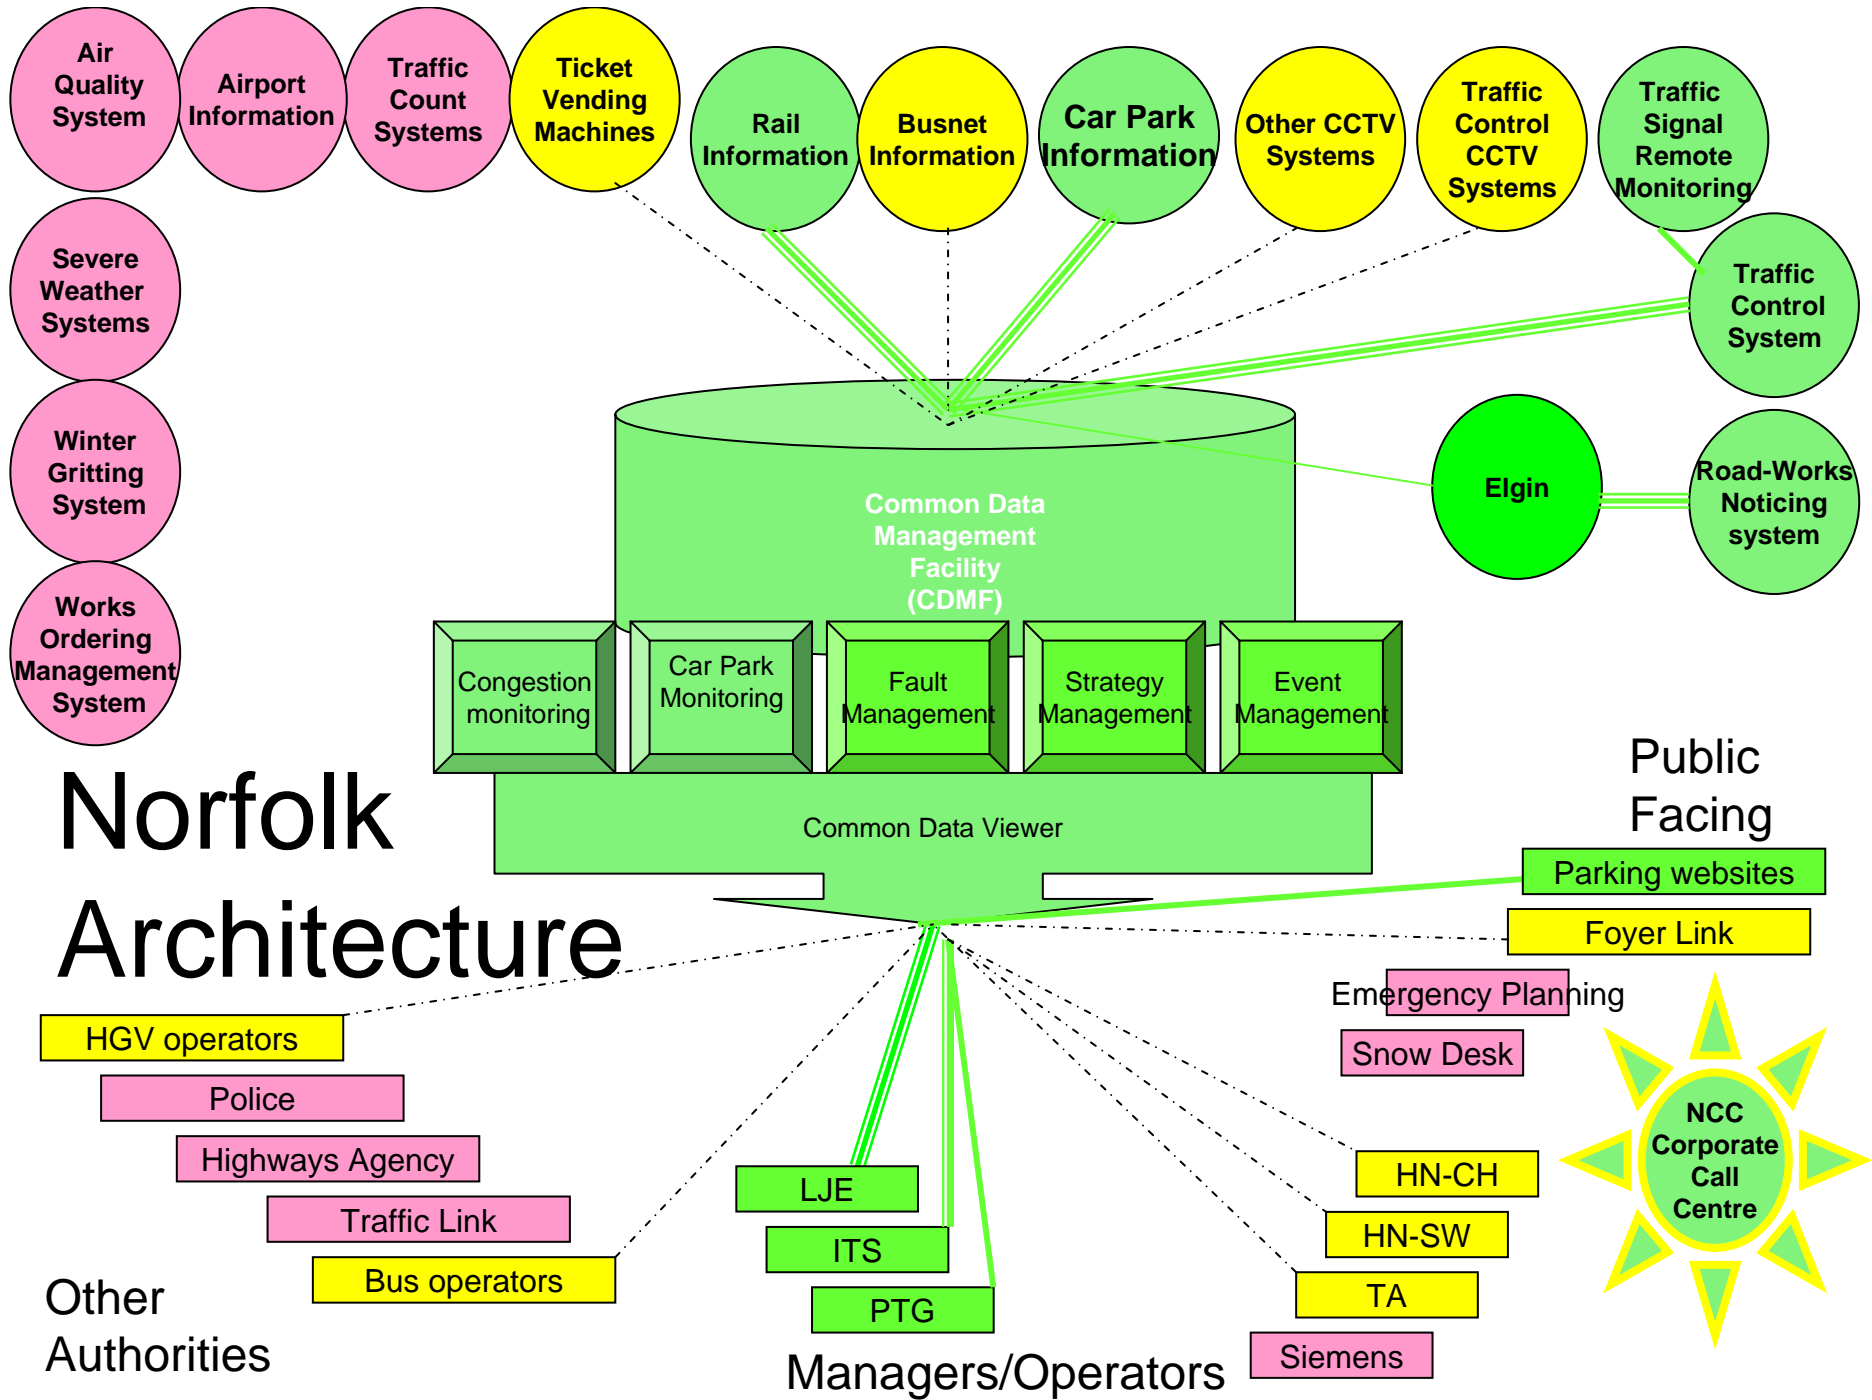 Air
Quality
System
Airport
Information
Traffic
Count
Systems
Ticket
Vending
Machines
Rail
Information
Busnet
Information
Car Park
Information
Other CCTV
Systems
Traffic
Control
CCTV
Systems
Traffic
Signal
Remote
Monitoring
Severe
Weather
Systems
Traffic
Control
System
Winter
Gritting
System
Elgin
Road-Works
Noticing
system
Common Data
Management
Facility
(CDMF)
Works
Ordering
Management
System
Congestion
monitoring
Car Park
Monitoring
Fault
Management
Strategy
Management
Event
Management
Common Data Viewer
Norfolk
Architecture
Public
Facing
Parking websites
Foyer Link
Emergency Planning
Snow Desk
NCC
Corporate
Call
Centre
HGV operators
Police
Highways Agency
Traffic Link
Bus operators
Other
Authorities
LJE
ITS
PTG
Managers/Operators
HN-CH
HN-SW
TA
Siemens